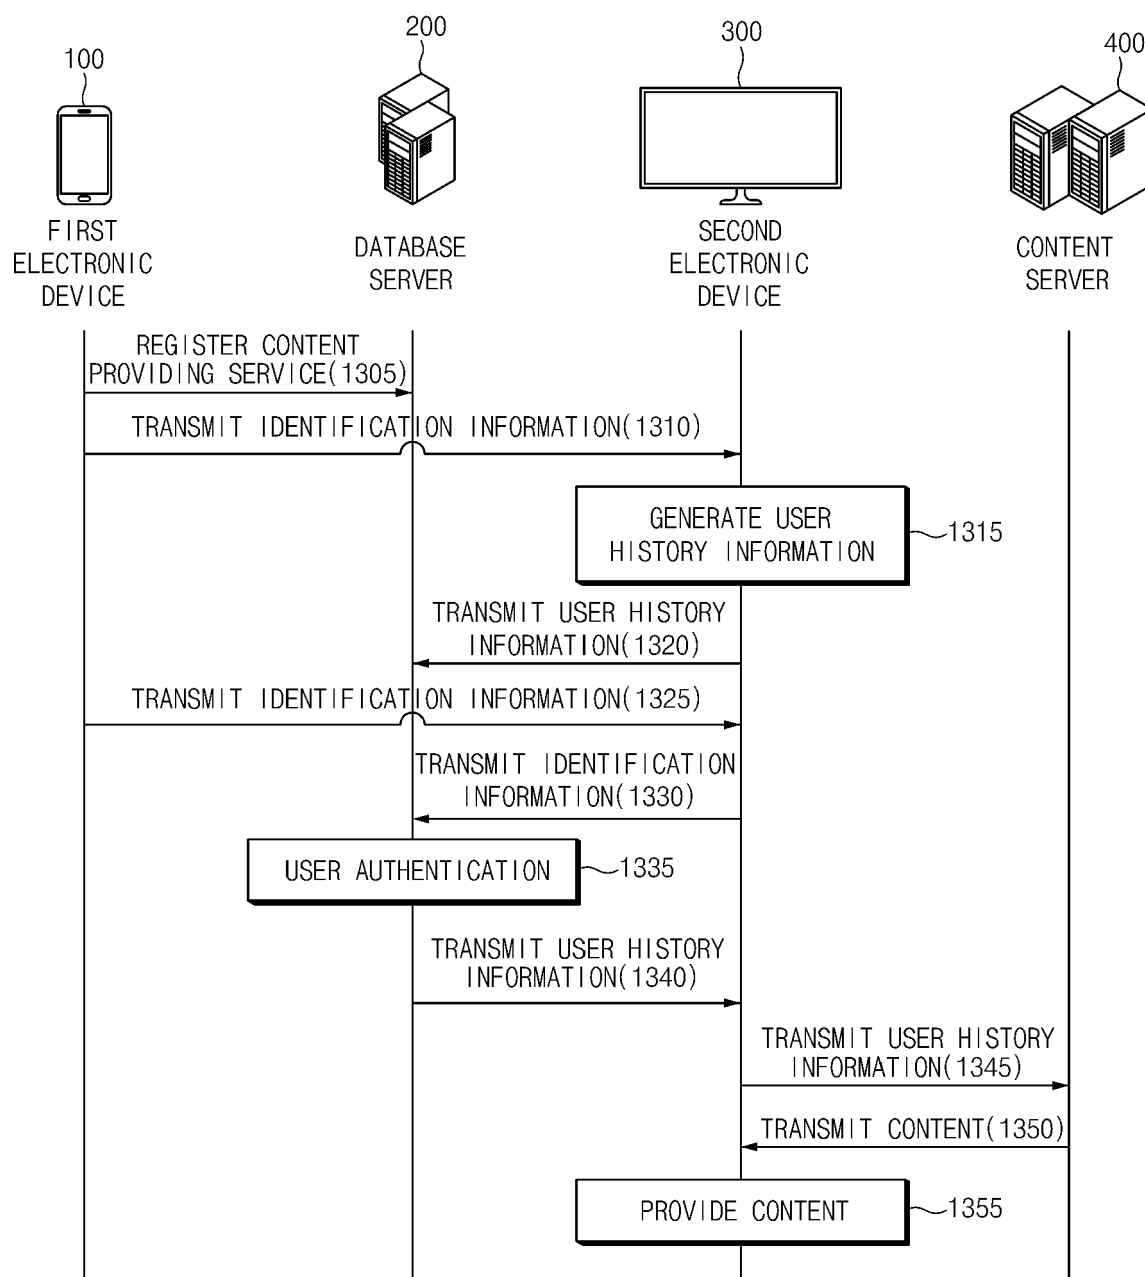 100
200
300
400
FIRST
ELECTRONIC
DEVICE
DATABASE
SERVER
SECOND
ELECTRONIC
DEVICE
CONTENT
SERVER
REGISTER CONTENT
PROVIDING SERVICE(1305)
TRANSMIT IDENTIFICATION INFORMATION(1310)
GENERATE USER
HISTORY INFORMATION
1315
TRANSMIT USER HISTORY
INFORMATION(1320)
TRANSMIT IDENTIFICATION INFORMATION(1325)
TRANSMIT IDENTIFICATION
INFORMATION(1330)
USER AUTHENTICATION
1335
TRANSMIT USER HISTORY
INFORMATION(1340)
TRANSMIT USER HISTORY
INFORMATION(1345)
TRANSMIT CONTENT(1350)
PROVIDE CONTENT
1355